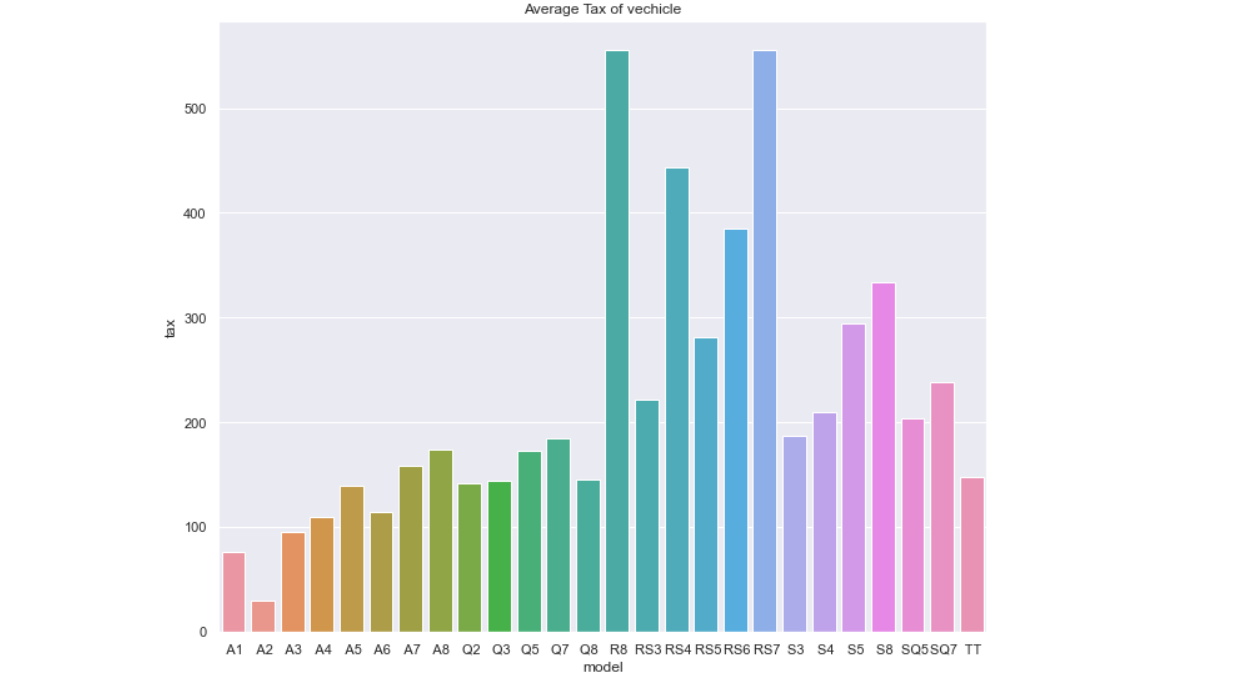 Average Tax of vechicle
500
400
300
200
100
0
tax
A1 A2 A3 A4 A5 A6 A7 A8 Q2 Q3 Q5 Q7 Q8 R8 RS3 RS4 RS5 RS6 RS7 S3 S4 S5 S8 SQ5 SQ7 TT
model